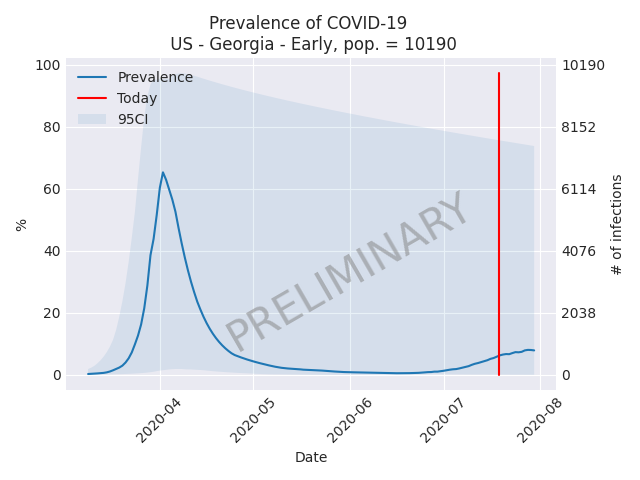 Prevalence of COVID-19
US - Georgia - Early, pop. = 10190
Prevalence
Today
95CI
100
80
60
40
20
0
%
10190
8152
6114
4076
2038
0
# of infections
PRELIMINARY
2020-04
2020-05
2020-06
2020-07
2020-08
Date